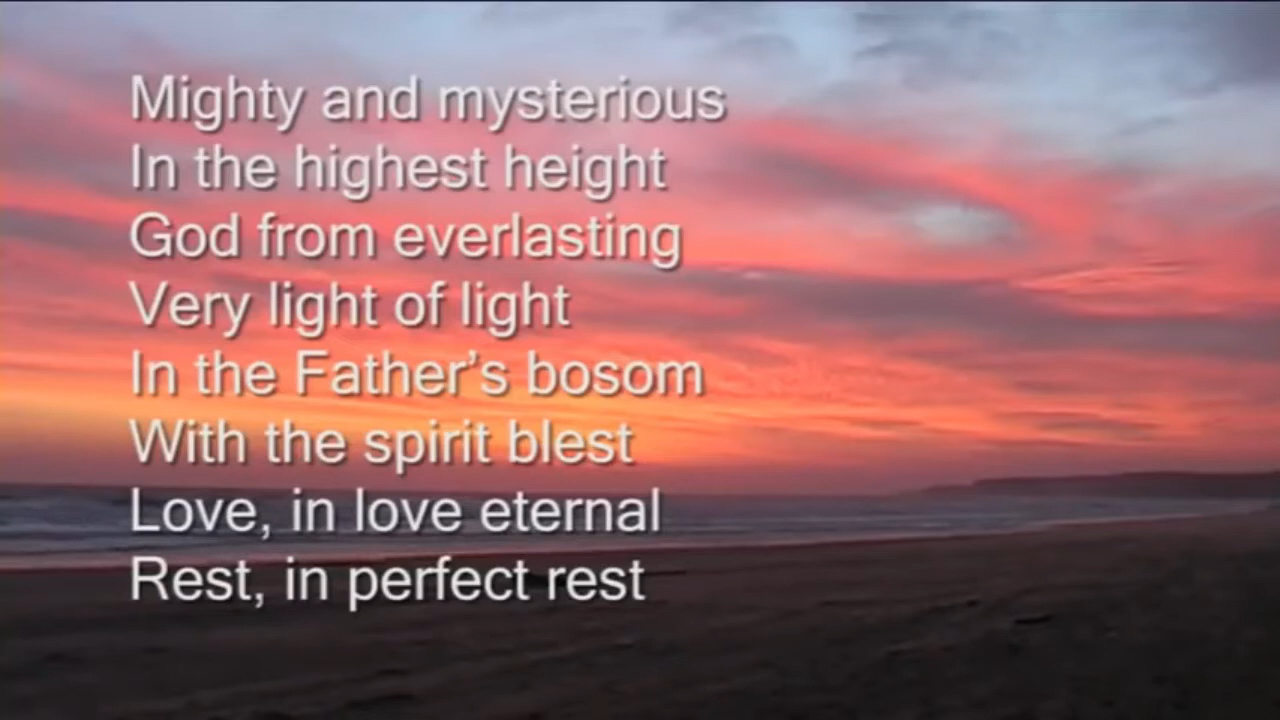 Mighty and mysterious
In the highest height
God from everlasting
Very light of light
In the Father’s bosom
With the spirit blest
Love, in love eternal
Rest, in perfect rest